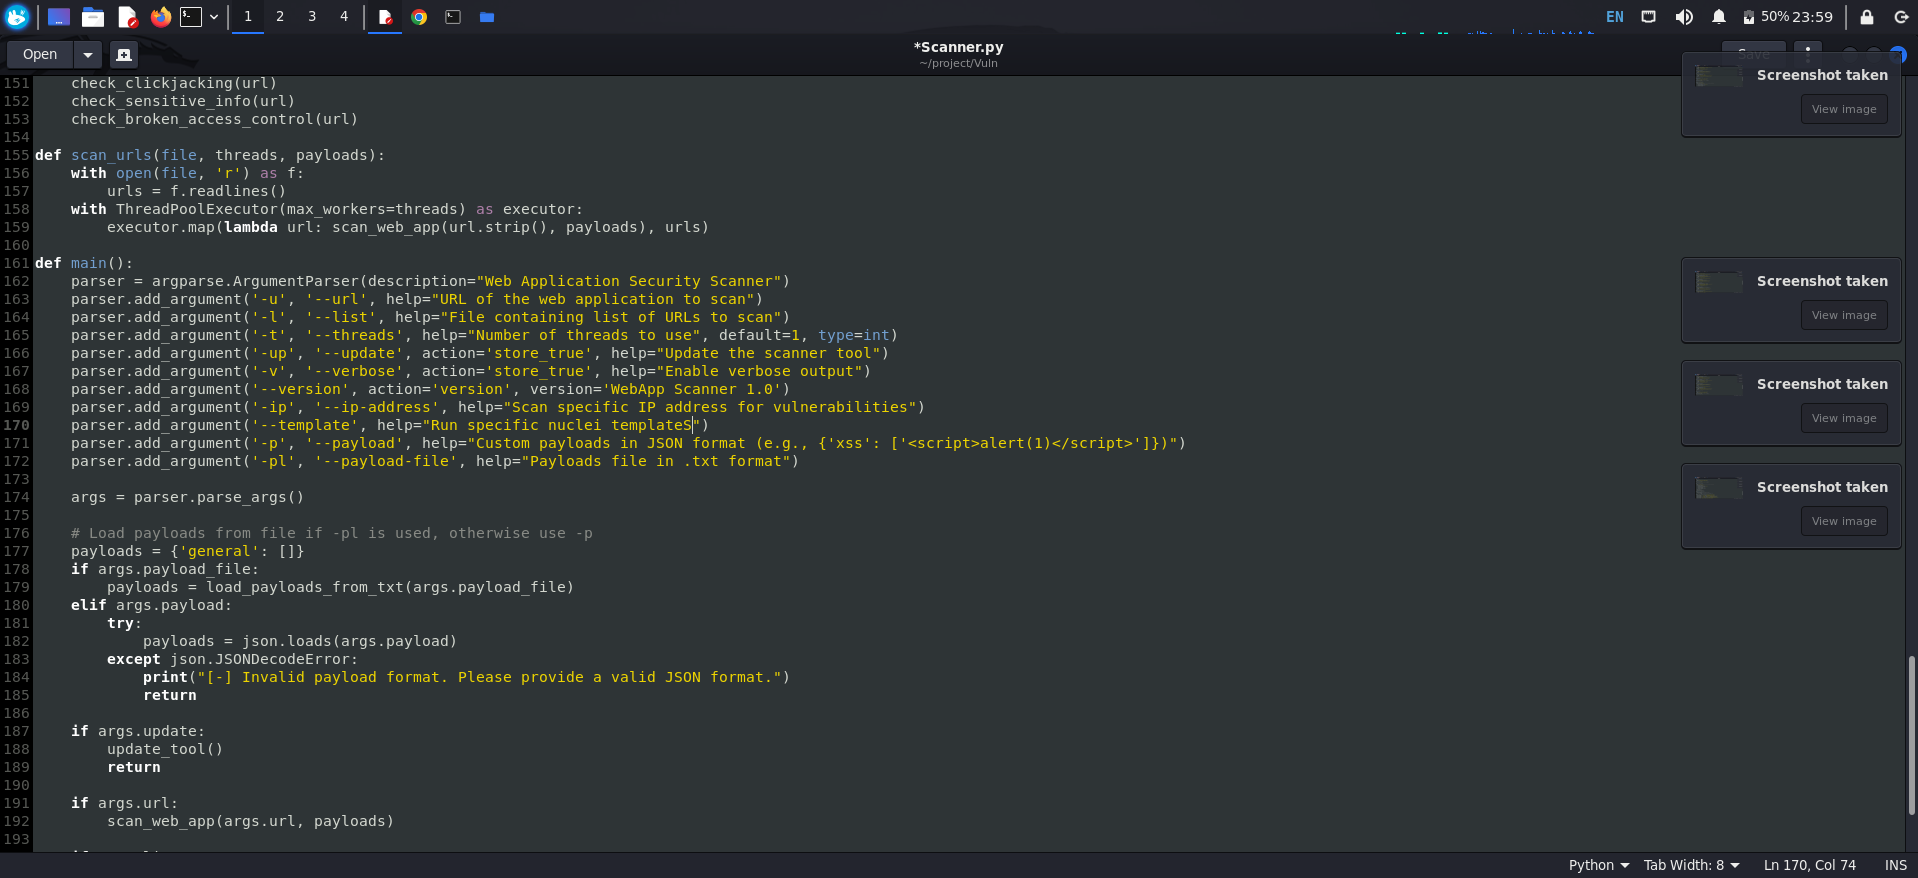 1 2 3 4
EN 50% 23:59
Open
*Scanner.py
~/project/Vuln
Save
151     check_clickjacking(url)
152     check_sensitive_info(url)
153     check_broken_access_control(url)
154
155 def scan_urls(file, threads, payloads):
156     with open(file, 'r') as f:
157         urls = f.readlines()
158     with ThreadPoolExecutor(max_workers=threads) as executor:
159         executor.map(lambda url: scan_web_app(url.strip(), payloads), urls)
160
161 def main():
162     parser = argparse.ArgumentParser(description="Web Application Security Scanner")
163     parser.add_argument('-u', '--url', help="URL of the web application to scan")
164     parser.add_argument('-l', '--list', help="File containing list of URLs to scan")
165     parser.add_argument('-t', '--threads', help="Number of threads to use", default=1, type=int)
166     parser.add_argument('-up', '--update', action='store_true', help="Update the scanner tool")
167     parser.add_argument('-v', '--verbose', action='store_true', help="Enable verbose output")
168     parser.add_argument('--version', action='version', version='WebApp Scanner 1.0')
169     parser.add_argument('-ip', '--ip-address', help="Scan specific IP address for vulnerabilities")
170     parser.add_argument('--template', help="Run specific nuclei templateS")
171     parser.add_argument('-p', '--payload', help="Custom payloads in JSON format (e.g., {'xss': ['<script>alert(1)</script>']})")
172     parser.add_argument('-pl', '--payload-file', help="Payloads file in .txt format")
173
174     args = parser.parse_args()
175
176     # Load payloads from file if -pl is used, otherwise use -p
177     payloads = {'general': []}
178     if args.payload_file:
179         payloads = load_payloads_from_txt(args.payload_file)
180     elif args.payload:
181         try:
182             payloads = json.loads(args.payload)
183         except json.JSONDecodeError:
184             print("[-] Invalid payload format. Please provide a valid JSON format.")
185             return
186
187     if args.update:
188         update_tool()
189         return
190
191     if args.url:
192         scan_web_app(args.url, payloads)
193
Screenshot taken
View image
Screenshot taken
View image
Screenshot taken
View image
Screenshot taken
View image
Python Tab Width: 8 Ln 170, Col 74 INS